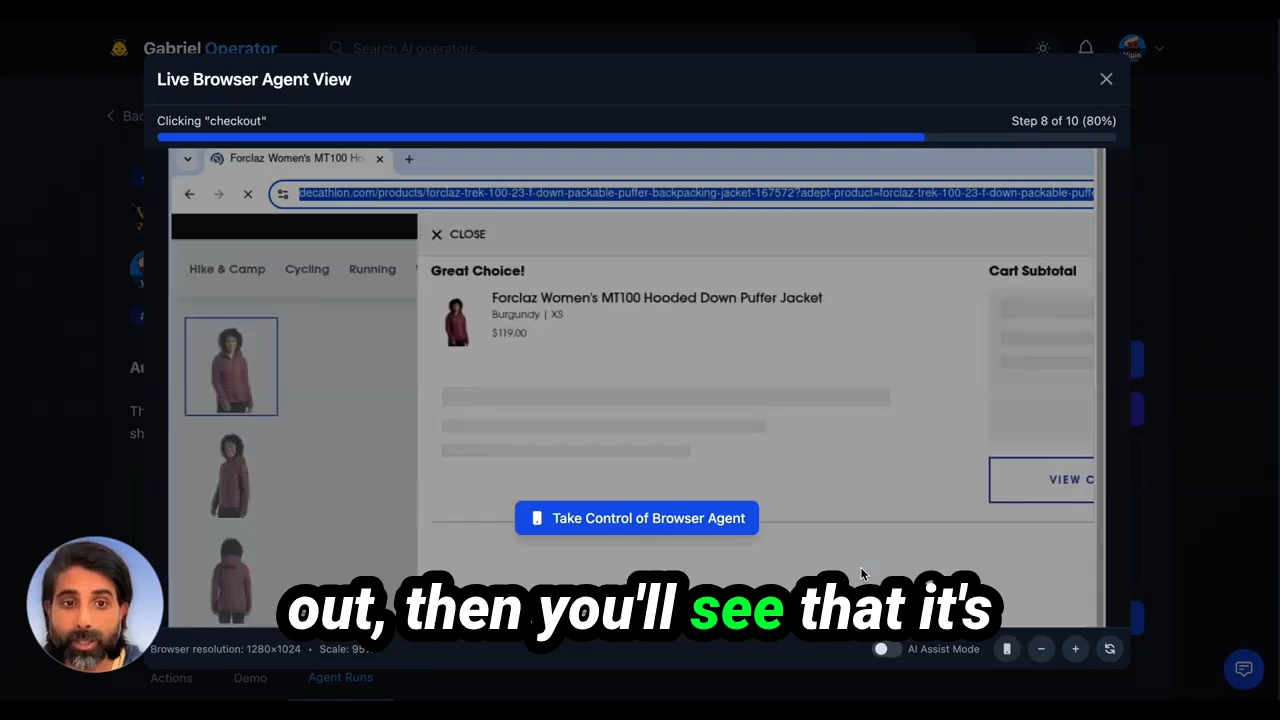 Gabriel Operator
Search AI operators...
Live Browser Agent View
Clicking "checkout"
Step 8 of 10 (80%)
Forclaz Women's MT100 Ho
decathlon.com/products/forclaz-trek-100-23-f-down-packable-puffer-backpacking-jacket-167572?adept-product=forclaz-trek-100-23-f-down-packable-puff
CLOSE
Hike & Camp
Cycling
Running
Great Choice!
Cart Subtotal
Forclaz Women's MT100 Hooded Down Puffer Jacket
Burgundy | XS
$119.00
VIEW C
Take Control of Browser Agent
out, then you'll see that it's
Browser resolution: 1280×1024 • Scale: 95
AI Assist Mode
Actions
Demo
Agent Runs